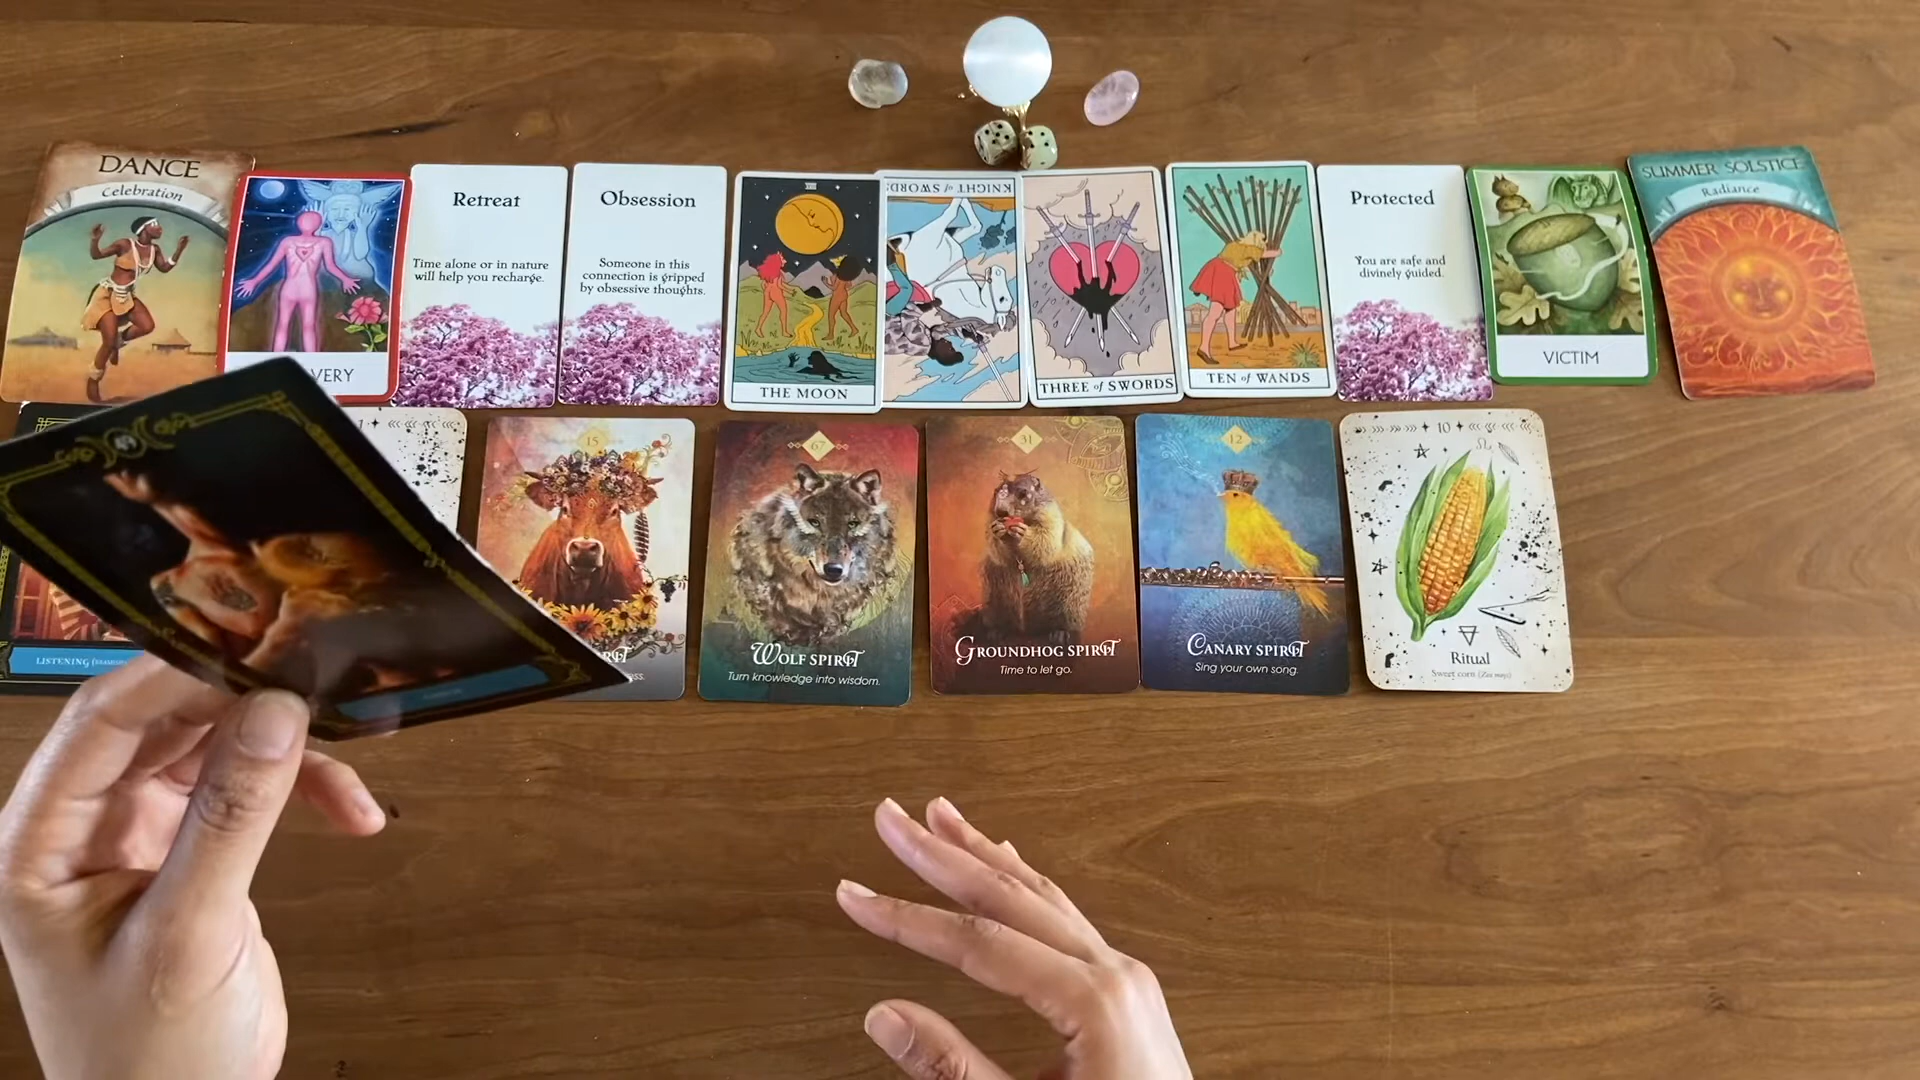 DANCE
Celebration
VERY
Retreat
Time alone or in nature
will help you recharge.
Obsession
Someone in this
connection is gripped
by obsessive thoughts.
XVIII
THE MOON
KNIGHT of SWORDS
THREE of SWORDS
TEN of WANDS
Protected
You are safe and
divinely guided.
VICTIM
SUMMER SOLSTICE
Radiance
49
LISTENING
15
67
WOLF SPIRIT
Turn knowledge into wisdom.
31
GROUNDHOG SPIRIT
Time to let go.
12
CANARY SPIRIT
Sing your own song.
10
Ritual
Sweet corn (Zea mays)